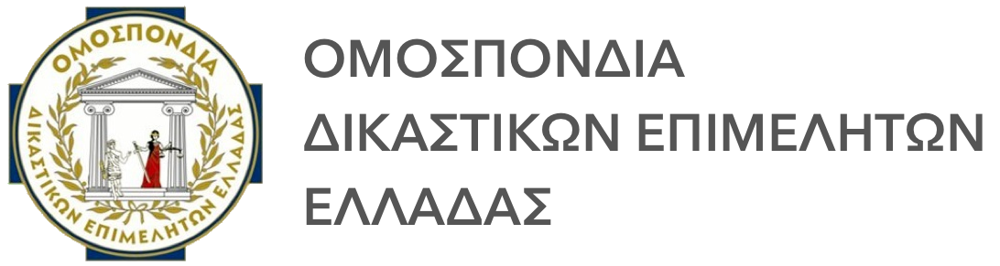 ΟΜΟΣΠΟΝΔΙΑ
ΔΙΚΑΣΤΙΚΩΝ ΕΠΙΜΕΛΗΤΩΝ ΕΛΛΑΔΑΣ
ΟΜΟΣΠΟΝΔΙΑ
ΔΙΚΑΣΤΙΚΩΝ ΕΠΙΜΕΛΗΤΩΝ
ΕΛΛΑΔΑΣ